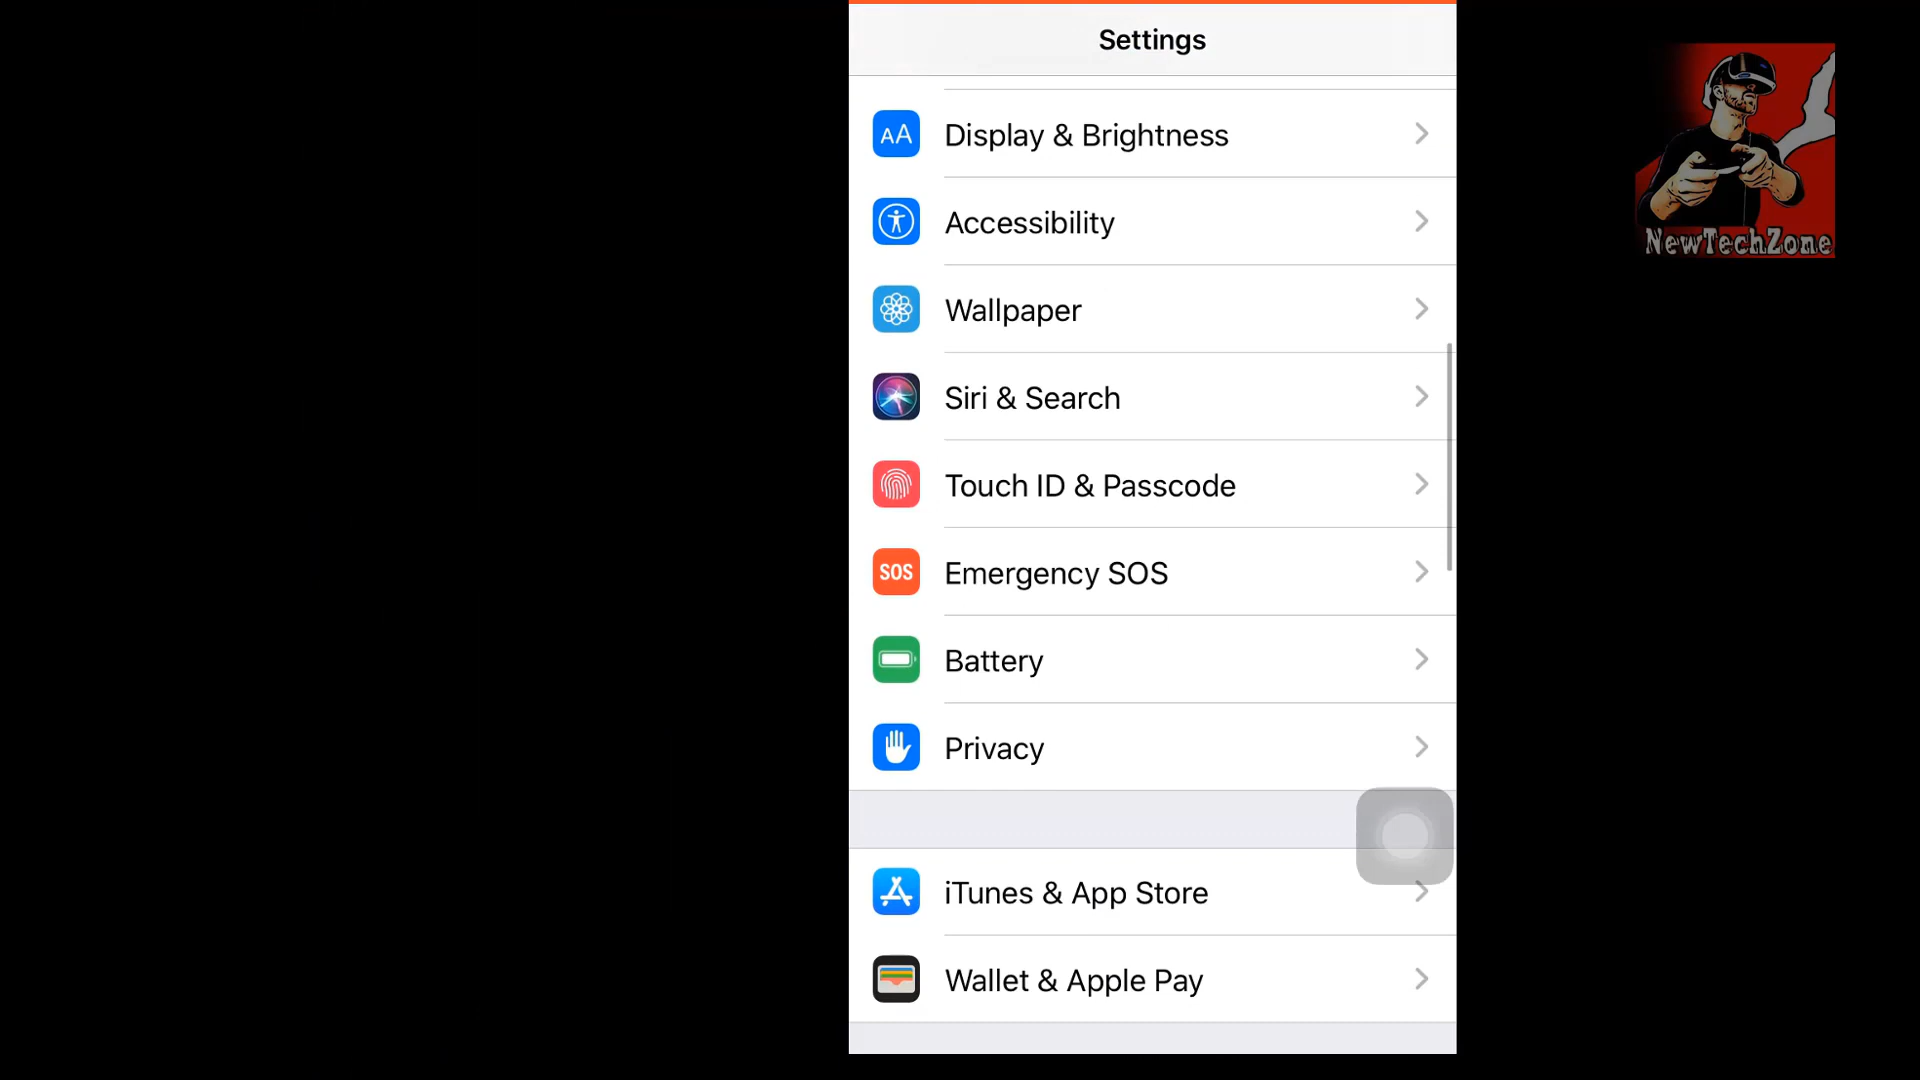 Settings
AA
Display & Brightness
Accessibility
Wallpaper
Siri & Search
Touch ID & Passcode
SOS
Emergency SOS
Battery
Privacy
iTunes & App Store
Wallet & Apple Pay
NewTechZone